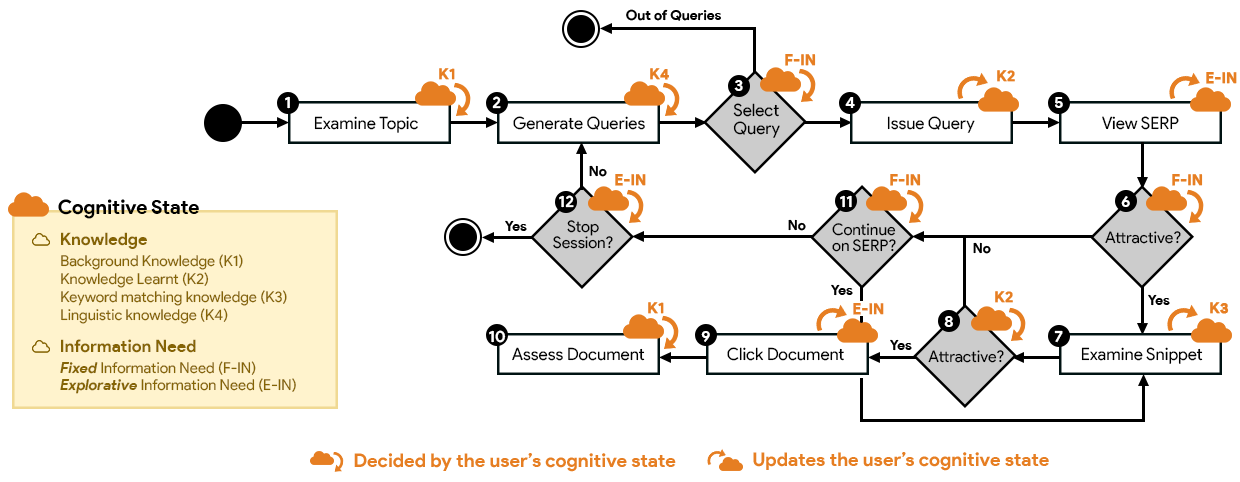 Out of Queries
K1
K4
F-IN
K2
E-IN
1
2
3
4
5
Examine Topic
Generate Queries
Select
Query
Issue Query
View SERP
No
E-IN
F-IN
F-IN
12
11
6
Cognitive State
Yes
Stop
Session?
No
Continue
on SERP?
Attractive?
Knowledge
Background Knowledge (K1)
Knowledge Learnt (K2)
Keyword matching knowledge (K3)
Linguistic knowledge (K4)
No
Yes
Yes
K1
E-IN
K2
K3
10
9
8
7
Assess Document
Click Document
Yes
Attractive?
Examine Snippet
Information Need
Fixed Information Need (F-IN)
Explorative Information Need (E-IN)
Decided by the user's cognitive state
Updates the user's cognitive state